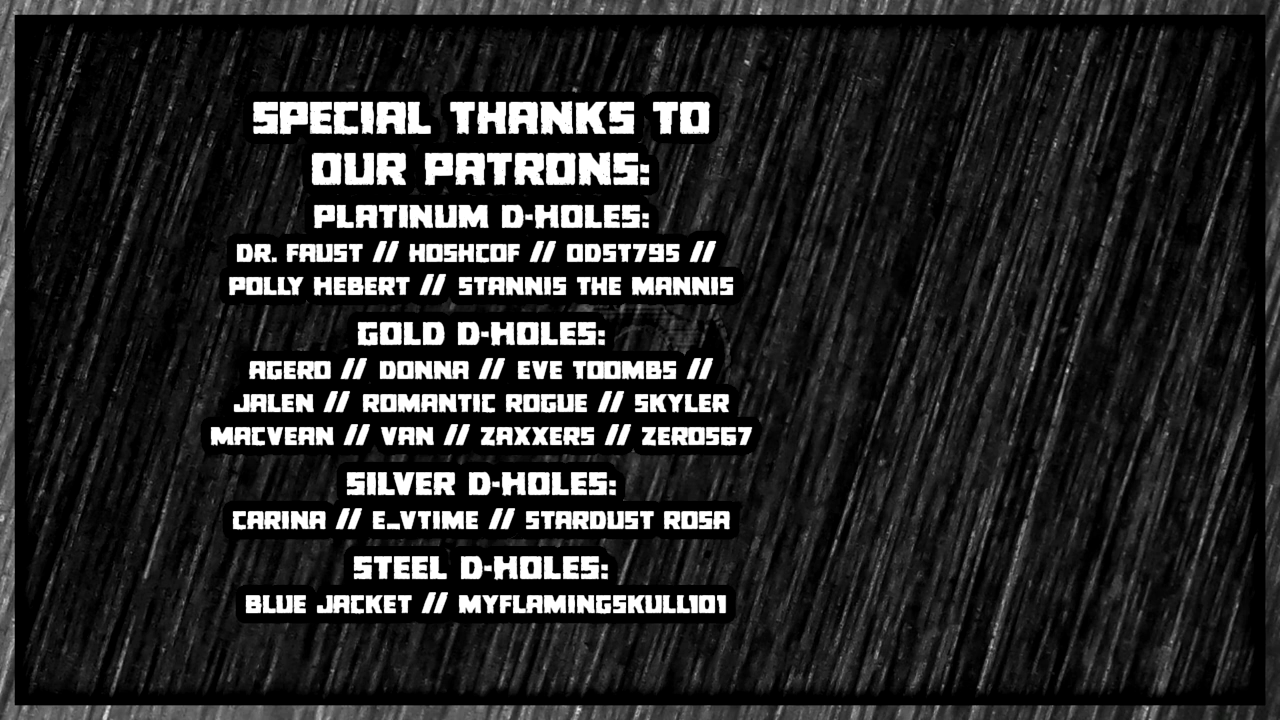 SPECIAL THANKS TO
OUR PATRONS:
PLATINUM D-HOLES:
DR. FAUST // HOSHCOF // ODST795 //
POLLY HEBERT // STANNIS THE MANNIS
GOLD D-HOLES:
AGERO // DONNA // EVE TOOMBS //
JALEN // ROMANTIC ROGUE // SKYLER
MACVEAN // VAN // ZAXXERS // ZERO567
SILVER D-HOLES:
CARINA // E_VTIME // STARDUST ROSA
STEEL D-HOLES:
BLUE JACKET // MYFLAMINGSKULL101